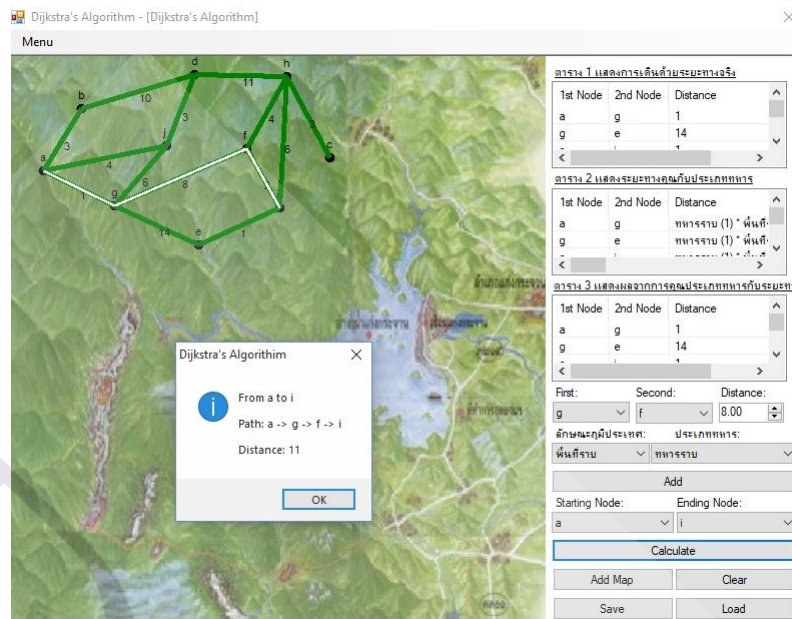 Dijkstra's Algorithm - [Dijkstra's Algorithm]
Menu
d
h
b
10
11
3
j
4
f
3
c
3
a
4
6
6
8
1
g
14
e
1
ตาราง 1 แสดงการเดินด้วยระยะทางจริง
1st Node 2nd Node Distance
a g 1
g e 14
ตาราง 2 แสดงระยะทางคูณกับประเภททหาร
1st Node 2nd Node Distance
a g ทหารราบ (1) * พื้นที่
g e ทหารราบ (1) * พื้นที่
ตาราง 3 แสดงผลจากการคูณประเภททหารกับระยะท
1st Node 2nd Node Distance
a g 1
g e 14
First: Second: Distance:
g f 8.00
ลักษณะภูมิประเทศ: ประเภททหาร:
พื้นที่ราบ ทหารราบ
Add
Starting Node: Ending Node:
a i
Calculate
Add Map Clear
Save Load
Dijkstra's Algorithim
From a to i
Path: a -> g -> f -> i
Distance: 11
OK